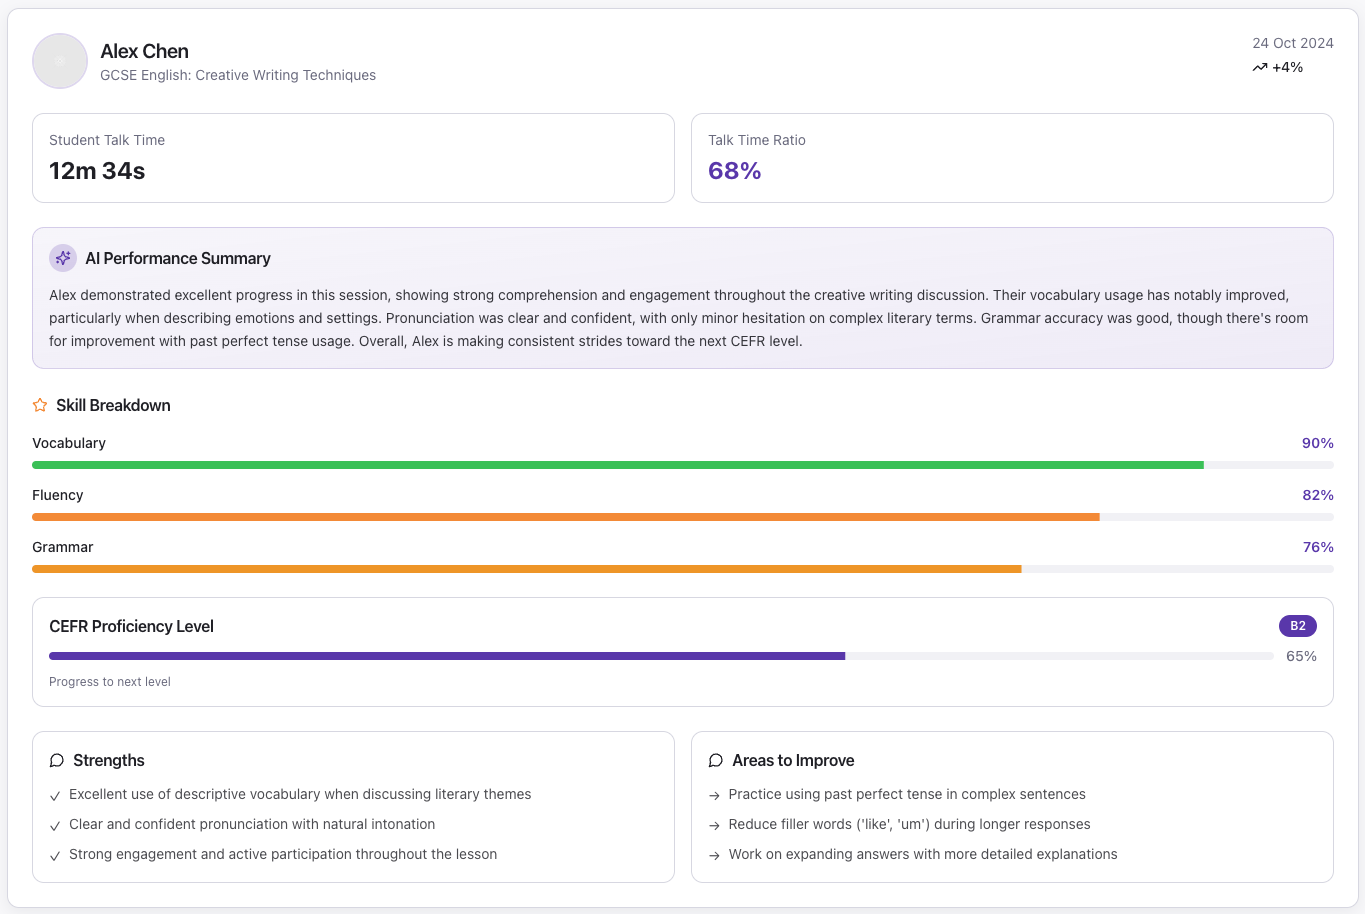 Alex Chen
GCSE English: Creative Writing Techniques
24 Oct 2024
+4%
Student Talk Time
12m 34s
Talk Time Ratio
68%
AI Performance Summary
Alex demonstrated excellent progress in this session, showing strong comprehension and engagement throughout the creative writing discussion. Their vocabulary usage has notably improved,
particularly when describing emotions and settings. Pronunciation was clear and confident, with only minor hesitation on complex literary terms. Grammar accuracy was good, though there's room
for improvement with past perfect tense usage. Overall, Alex is making consistent strides toward the next CEFR level.
Skill Breakdown
Vocabulary 90%
Fluency 82%
Grammar 76%
CEFR Proficiency Level B2
65%
Progress to next level
Strengths
Excellent use of descriptive vocabulary when discussing literary themes
Clear and confident pronunciation with natural intonation
Strong engagement and active participation throughout the lesson
Areas to Improve
Practice using past perfect tense in complex sentences
Reduce filler words ('like', 'um') during longer responses
Work on expanding answers with more detailed explanations